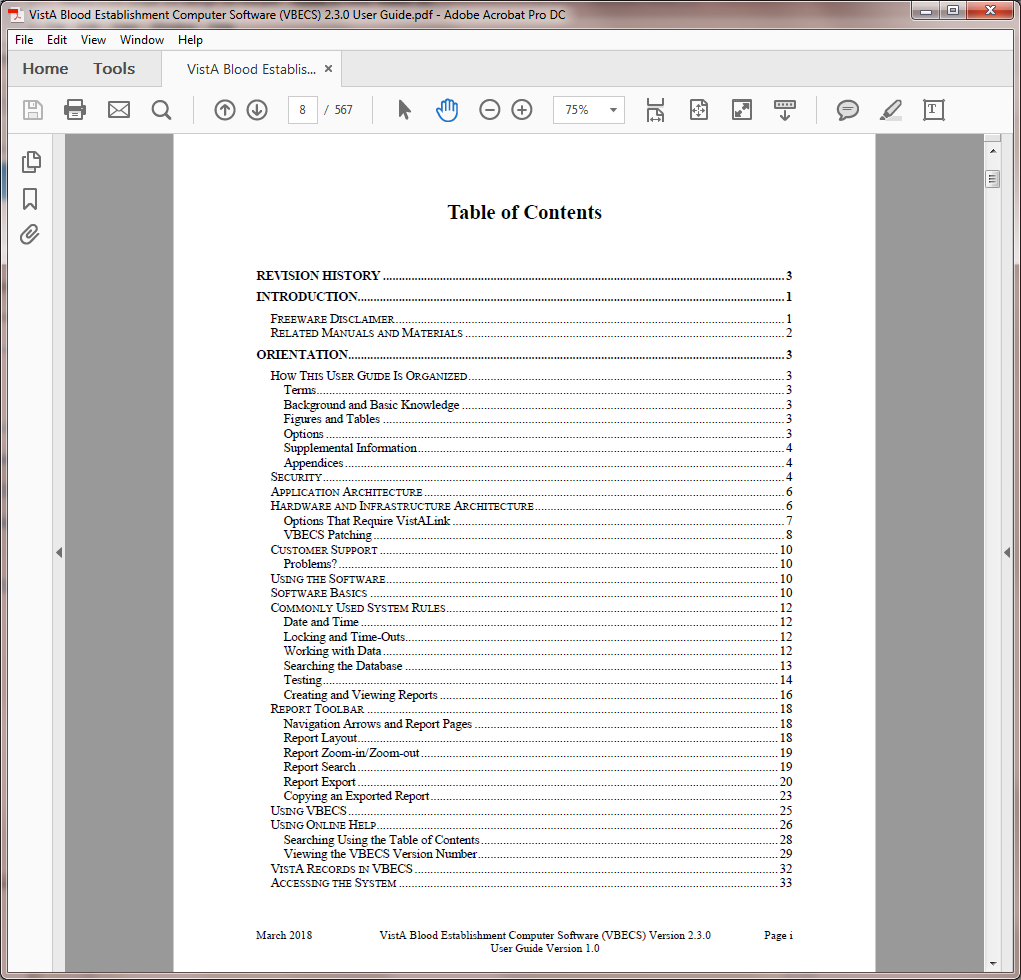 VistA Blood Establishment Computer Software (VBECS) 2.3.0 User Guide.pdf - Adobe Acrobat Pro DC
File Edit View Window Help
Home Tools VistA Blood Establis... ×
8 / 567 75%
Table of Contents
REVISION HISTORY ........ 3
INTRODUCTION ........ 1
FREEWARE DISCLAIMER ........ 1
RELATED MANUALS AND MATERIALS ........ 2
ORIENTATION ........ 3
HOW THIS USER GUIDE IS ORGANIZED ........ 3
Terms ........ 3
Background and Basic Knowledge ........ 3
Figures and Tables ........ 3
Options ........ 3
Supplemental Information ........ 4
Appendices ........ 4
SECURITY ........ 4
APPLICATION ARCHITECTURE ........ 6
HARDWARE AND INFRASTRUCTURE ARCHITECTURE ........ 6
Options That Require VistALink ........ 7
VBECS Patching ........ 8
CUSTOMER SUPPORT ........ 10
Problems? ........ 10
USING THE SOFTWARE ........ 10
SOFTWARE BASICS ........ 10
COMMONLY USED SYSTEM RULES ........ 12
Date and Time ........ 12
Locking and Time-Outs ........ 12
Working with Data ........ 12
Searching the Database ........ 13
Testing ........ 14
Creating and Viewing Reports ........ 16
REPORT TOOLBAR ........ 18
Navigation Arrows and Report Pages ........ 18
Report Layout ........ 18
Report Zoom-in/Zoom-out ........ 19
Report Search ........ 19
Report Export ........ 20
Copying an Exported Report ........ 23
USING VBECS ........ 25
USING ONLINE HELP ........ 26
Searching Using the Table of Contents ........ 28
Viewing the VBECS Version Number ........ 29
VISTA RECORDS IN VBECS ........ 32
ACCESSING THE SYSTEM ........ 33
March 2018 VistA Blood Establishment Computer Software (VBECS) Version 2.3.0 Page i
User Guide Version 1.0